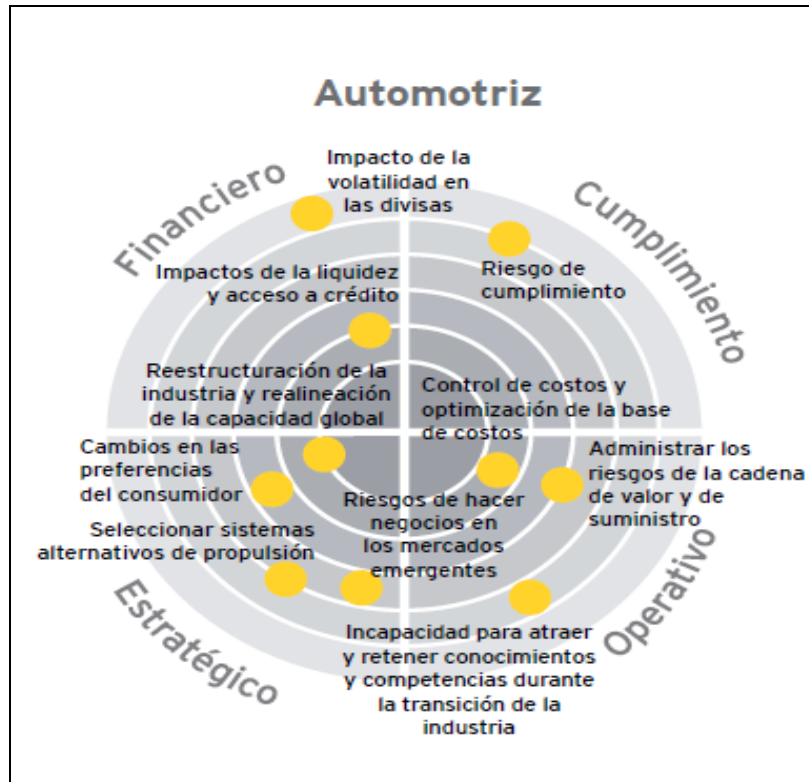 Automotriz
Financiero
Cumplimiento
Impacto de la
volatilidad en
las divisas
Impactos de la liquidez
y acceso a crédito
Riesgo de
cumplimiento
Reestructuración de la
industria y realineación
de la capacidad global
Control de costos y
optimización de la base
de costos
Cambios en las
preferencias
del consumidor
Administrar los
riesgos de la cadena
de valor y de
suministro
Riesgos de hacer
negocios en
los mercados
emergentes
Seleccionar sistemas
alternativos de propulsión
Estratégico
Operativo
Incapacidad para atraer
y retener conocimientos
y competencias durante
la transición de la
industria